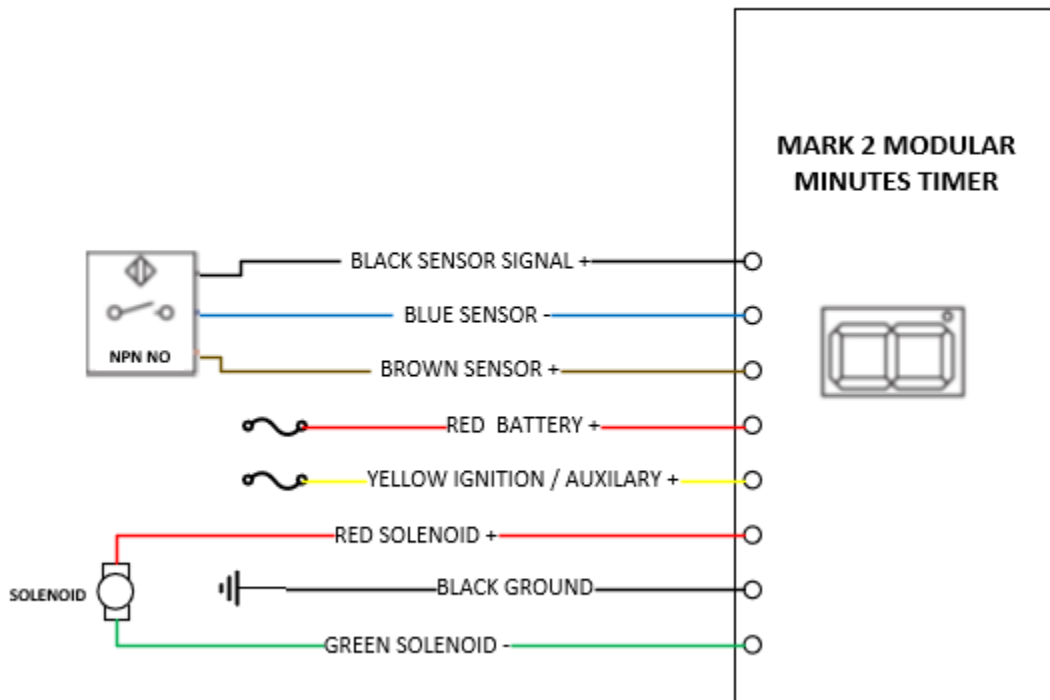 MARK 2 MODULAR
MINUTES TIMER
BLACK SENSOR SIGNAL +
BLUE SENSOR -
NPN NO
BROWN SENSOR +
RED BATTERY +
YELLOW IGNITION / AUXILARY +
RED SOLENOID +
SOLENOID
BLACK GROUND
GREEN SOLENOID -